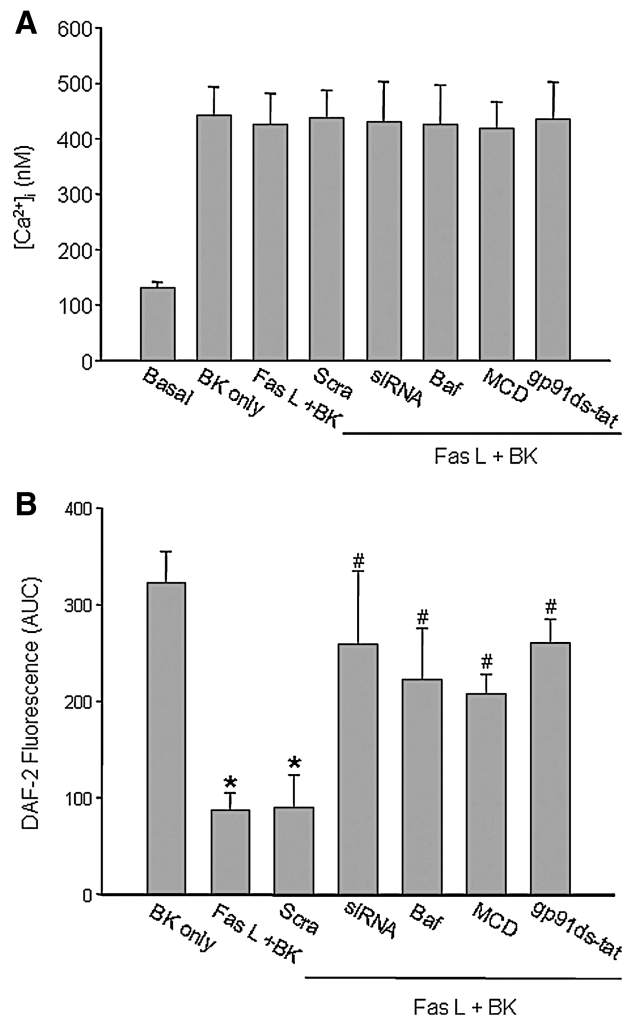 A
600
500
400
300
200
100
0
[Ca²⁺]ᵢ (nM)
Basal
BK only
Fas L +BK
Scra
siRNA
Baf
MCD
gp91ds-tat
Fas L + BK
B
400
300
200
100
0
DAF-2 Fluorescence (AUC)
* * # # # #
BK only
Fas L +BK
Scra
siRNA
Baf
MCD
gp91ds-tat
Fas L + BK